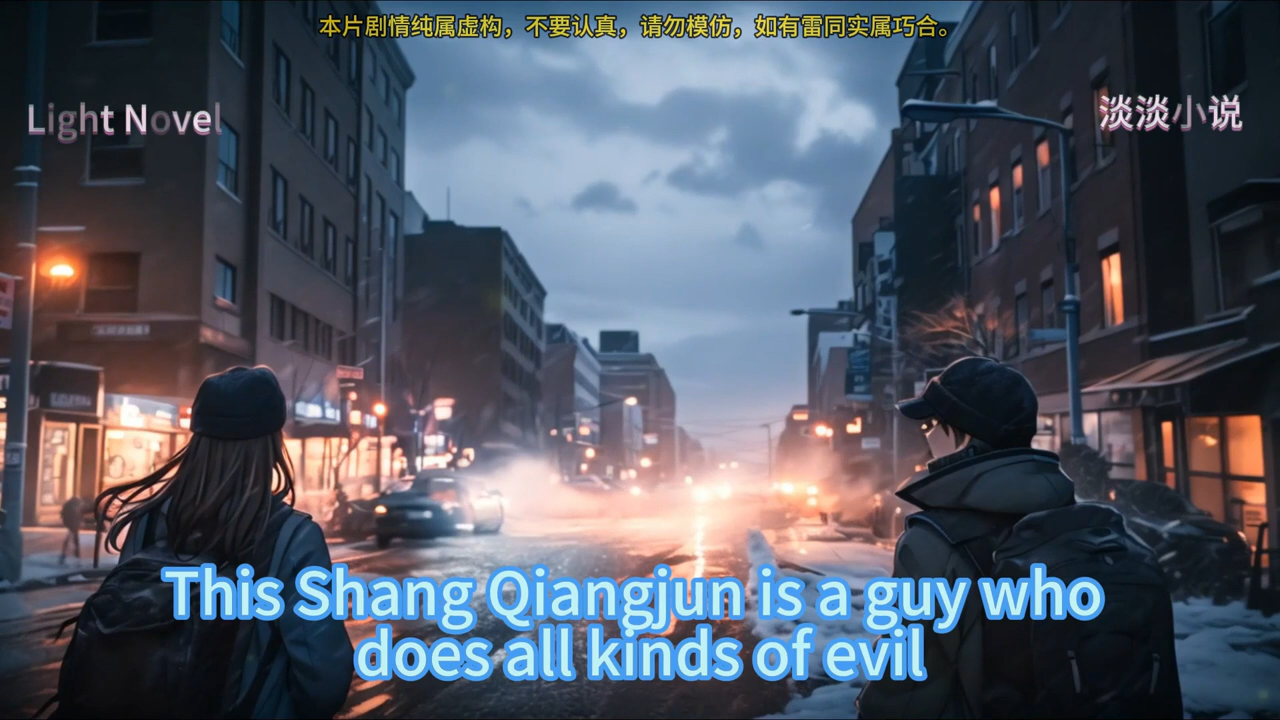 本片剧情纯属虚构，不要认真，请勿模仿，如有雷同实属巧合。
Light Novel
淡淡小说
This Shang Qiangjun is a guy who
does all kinds of evil